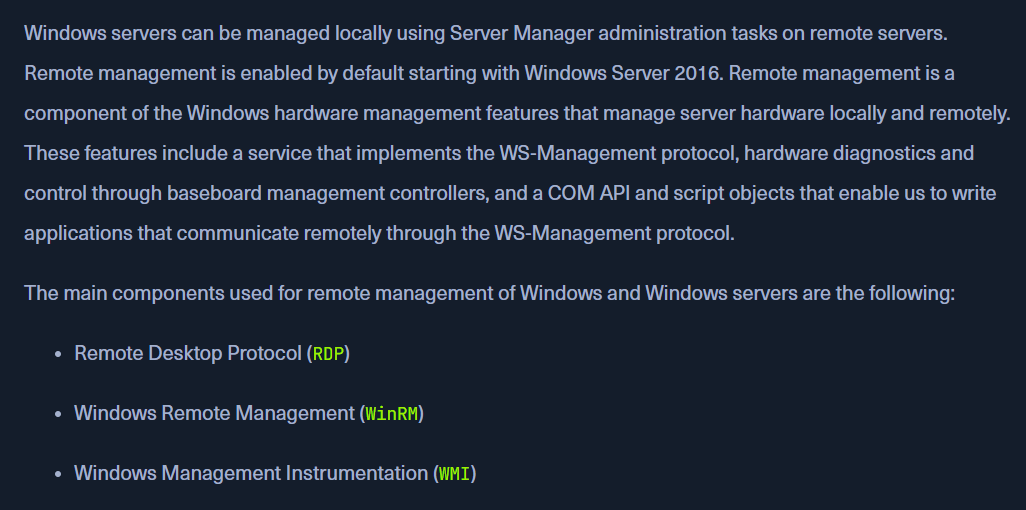 Windows servers can be managed locally using Server Manager administration tasks on remote servers.
Remote management is enabled by default starting with Windows Server 2016. Remote management is a
component of the Windows hardware management features that manage server hardware locally and remotely.
These features include a service that implements the WS-Management protocol, hardware diagnostics and
control through baseboard management controllers, and a COM API and script objects that enable us to write
applications that communicate remotely through the WS-Management protocol.
The main components used for remote management of Windows and Windows servers are the following:
• Remote Desktop Protocol (RDP)
• Windows Remote Management (WinRM)
• Windows Management Instrumentation (WMI)